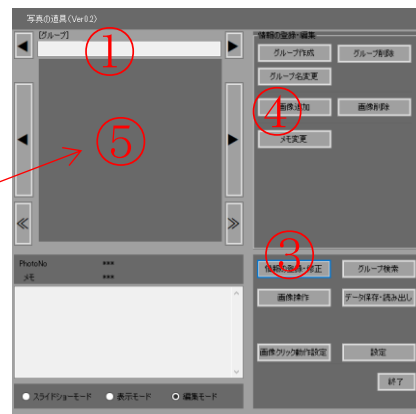 写真の道具(Ver0.2)
[グループ]
①
⑤
情報の登録・編集
グループ作成
グループ削除
グループ名変更
④
画像追加
画像削除
メモ変更
PhotoNo ***
メモ ***
③
情報の登録・修正
グループ検索
画像操作
データ保存・読み出し
画像クリック動作設定
設定
終了
スライドショーモード
表示モード
編集モード